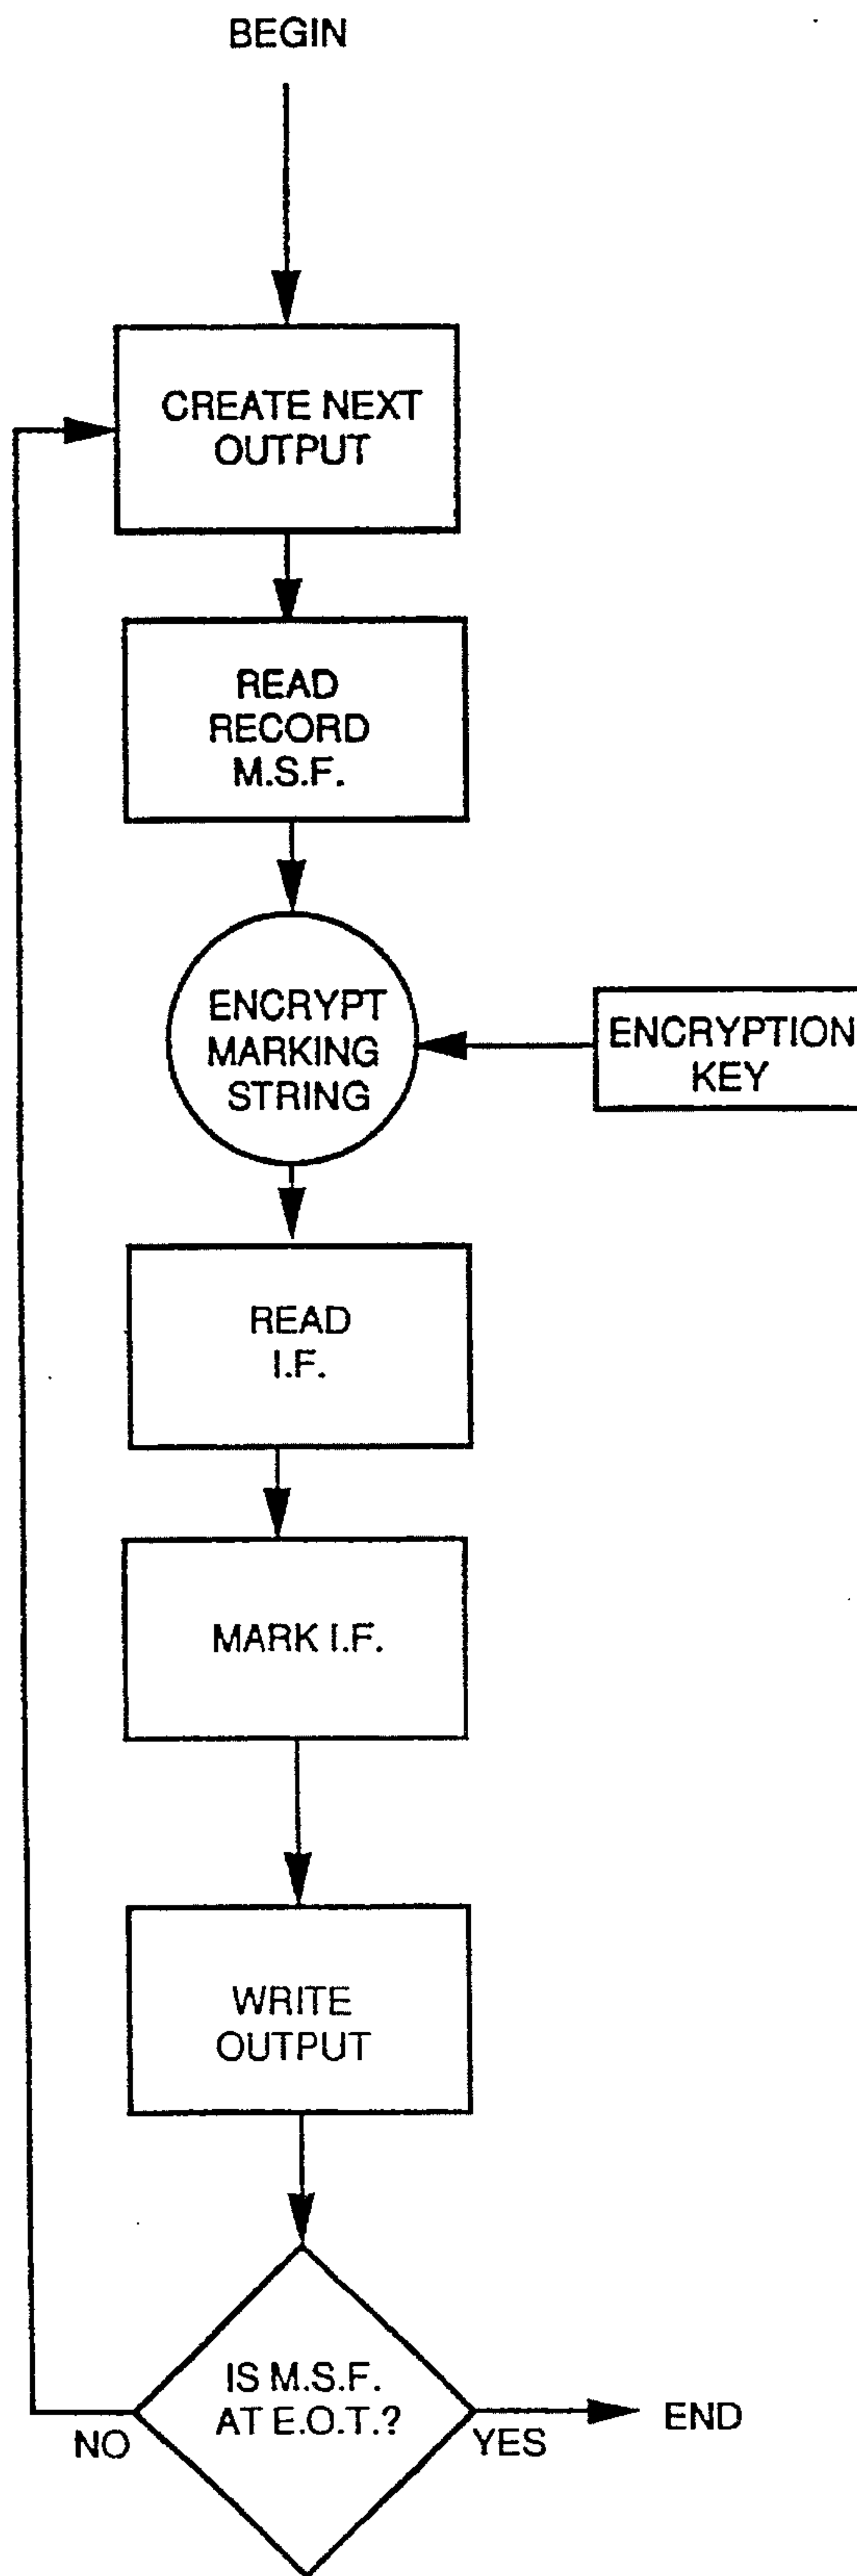 BEGIN
CREATE NEXT
OUTPUT
READ
RECORD
M.S.F.
ENCRYPT
MARKING
STRING
ENCRYPTION
KEY
READ
I.F.
MARK I.F.
WRITE
OUTPUT
IS M.S.F.
AT E.O.T.?
NO
YES
END